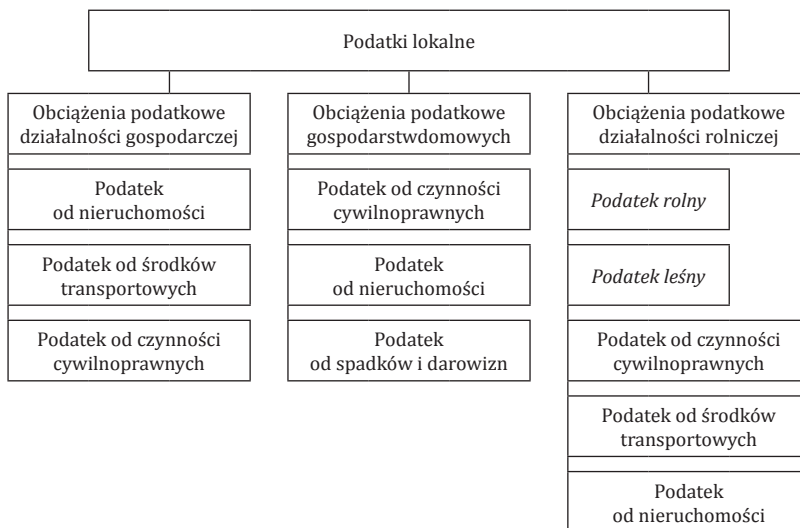 Podatki lokalne
Obciążenia podatkowe
działalności gospodarczej
Podatek
od nieruchomości
Podatek od środków
transportowych
Podatek od czynności
cywilnoprawnych
Obciążenia podatkowe
gospodarstwdomowych
Podatek od czynności
cywilnoprawnych
Podatek
od nieruchomości
Podatek
od spadków i darowizn
Obciążenia podatkowe
działalności rolniczej
Podatek rolny
Podatek leśny
Podatek od czynności
cywilnoprawnych
Podatek od środków
transportowych
Podatek
od nieruchomości